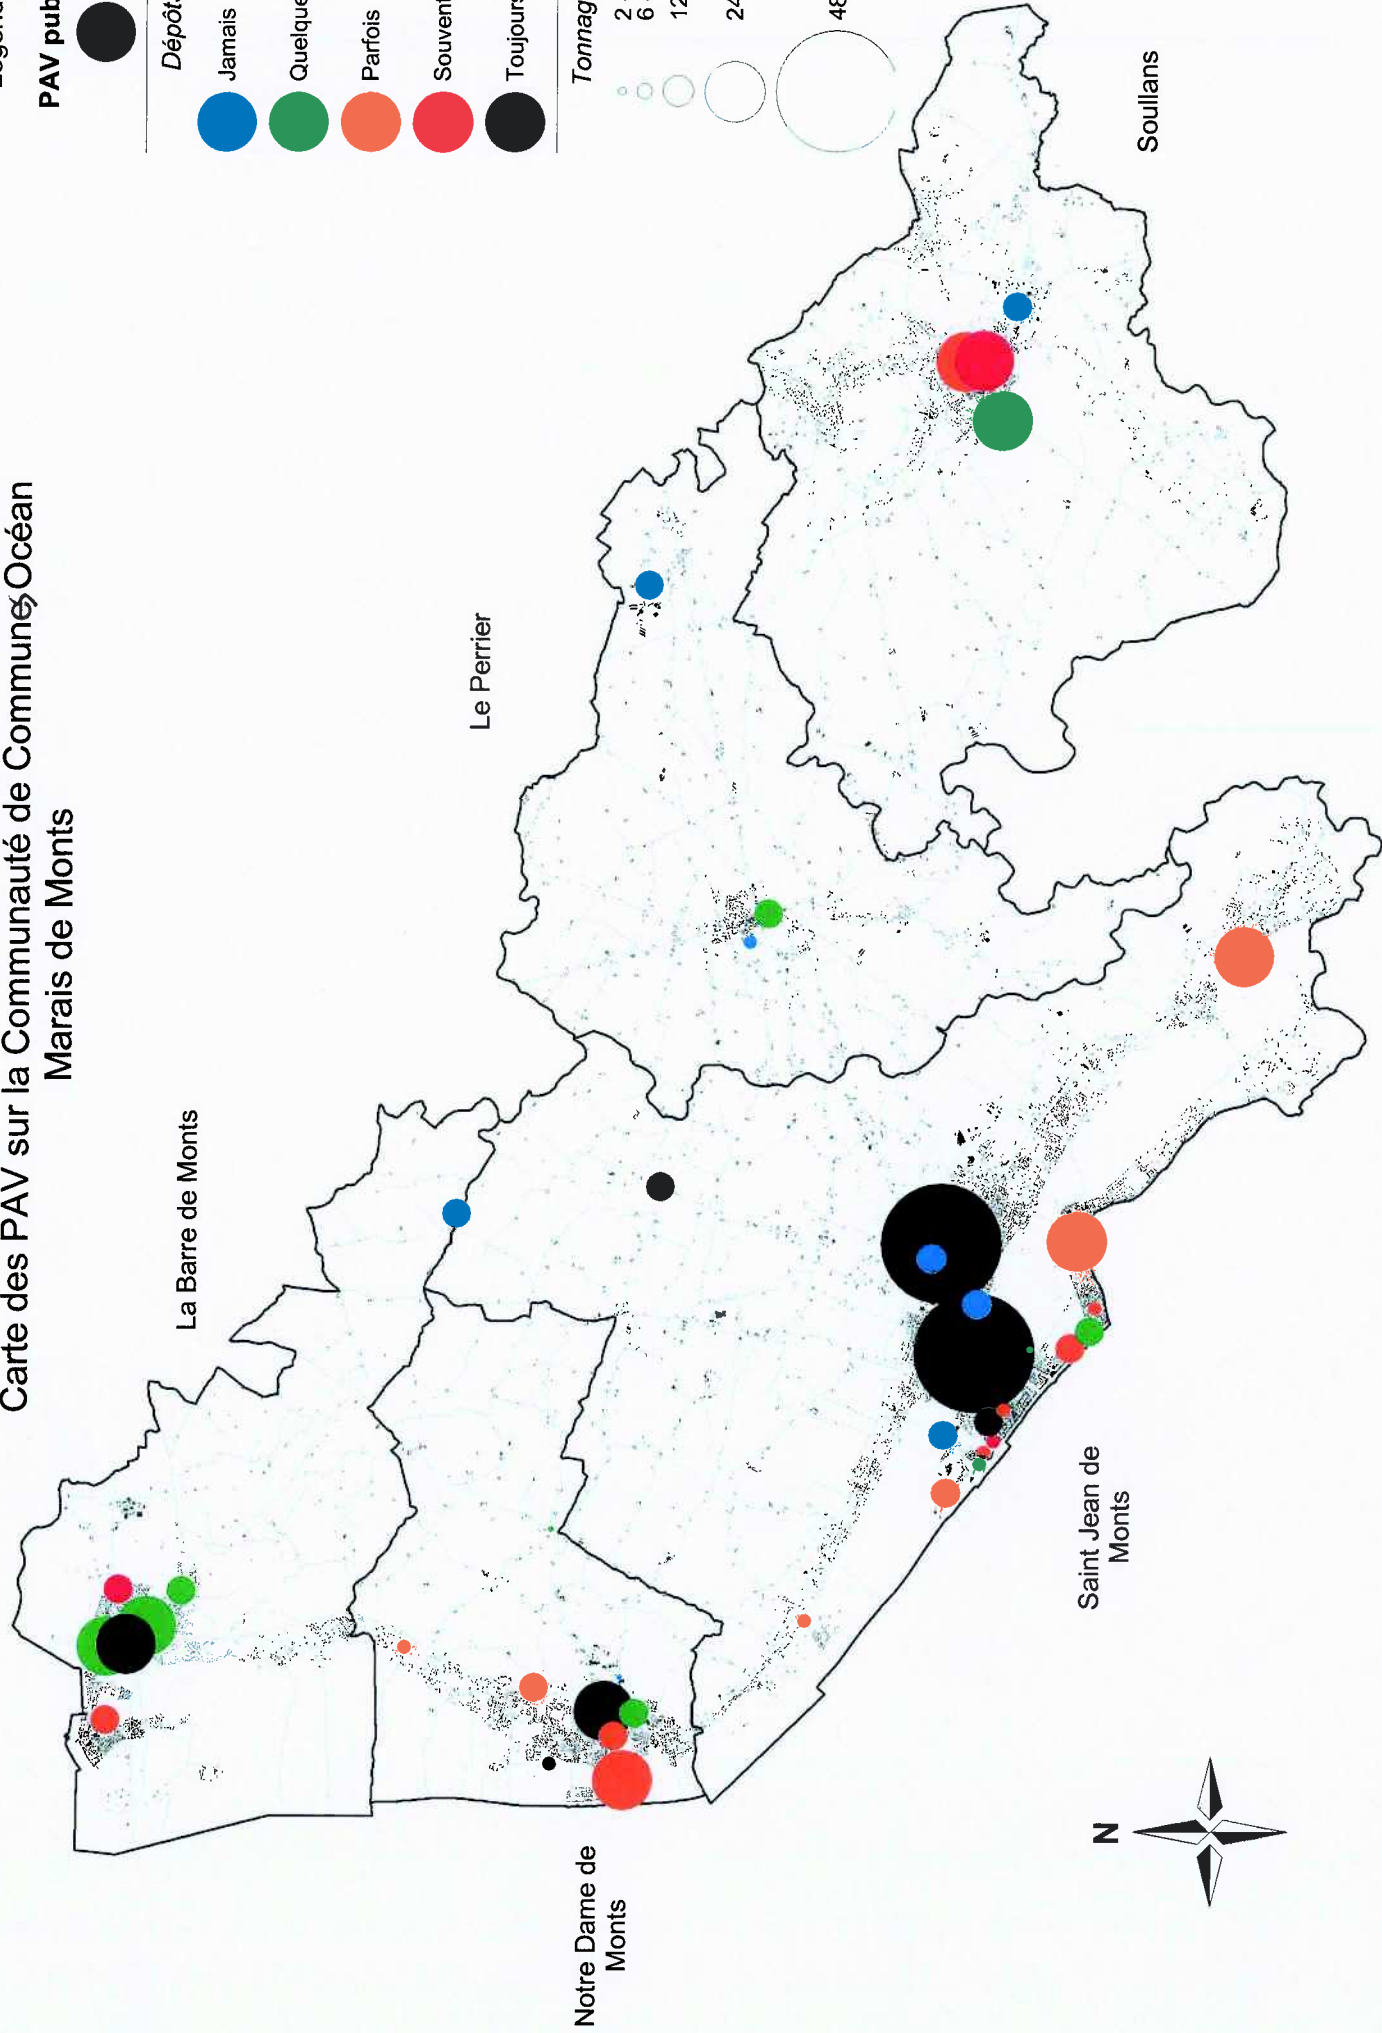 Carte des PAV sur la Communauté de Communes Océan
Marais de Monts
PAV pub
Dépôt
Jamais
Quelque
Parfois
Souvent
Toujours
Tonnag
2
6
12
24
48
La Barre de Monts
Le Perrier
Soullans
Notre Dame de
Monts
Saint Jean de
Monts
N